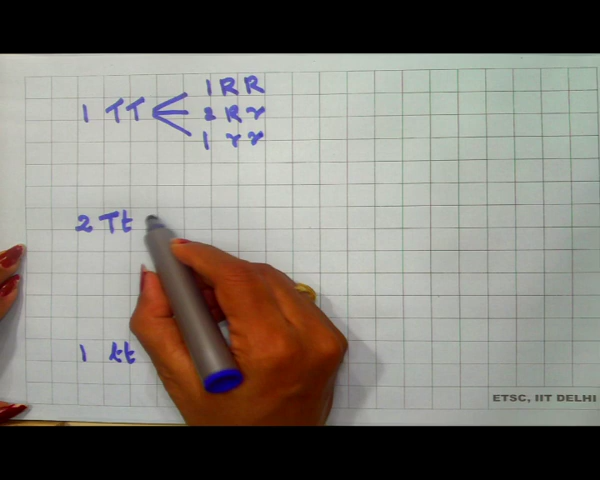 1 RR
1 TT 2 Rr
1 rr
2 Tt
1 tt
ETSC, IIT DELHI